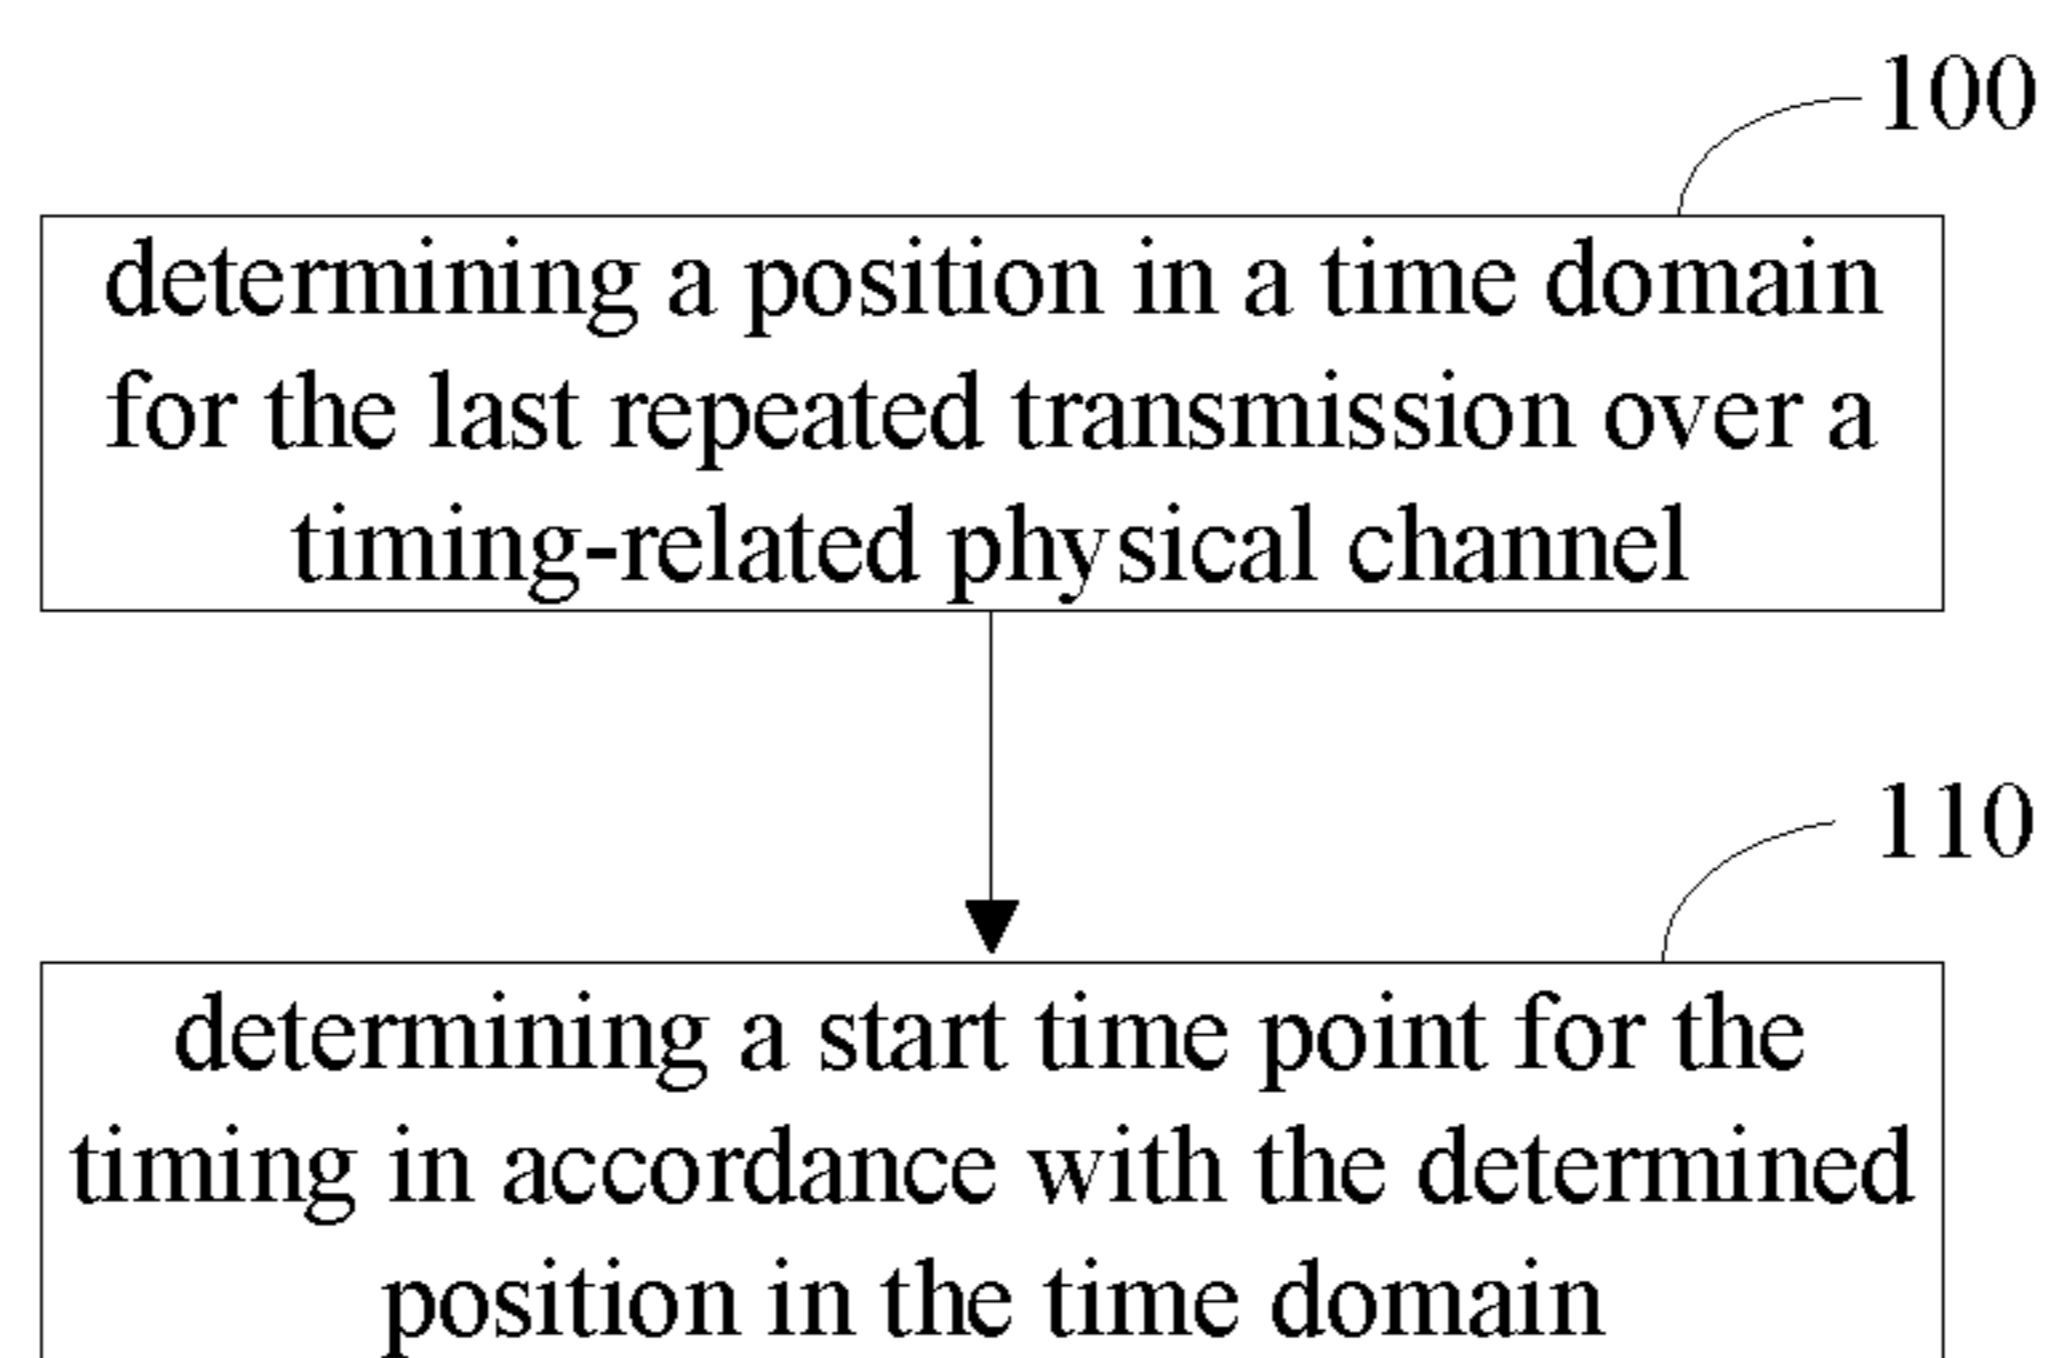 100
determining a position in a time domain
for the last repeated transmission over a
timing-related physical channel
110
determining a start time point for the
timing in accordance with the determined
position in the time domain